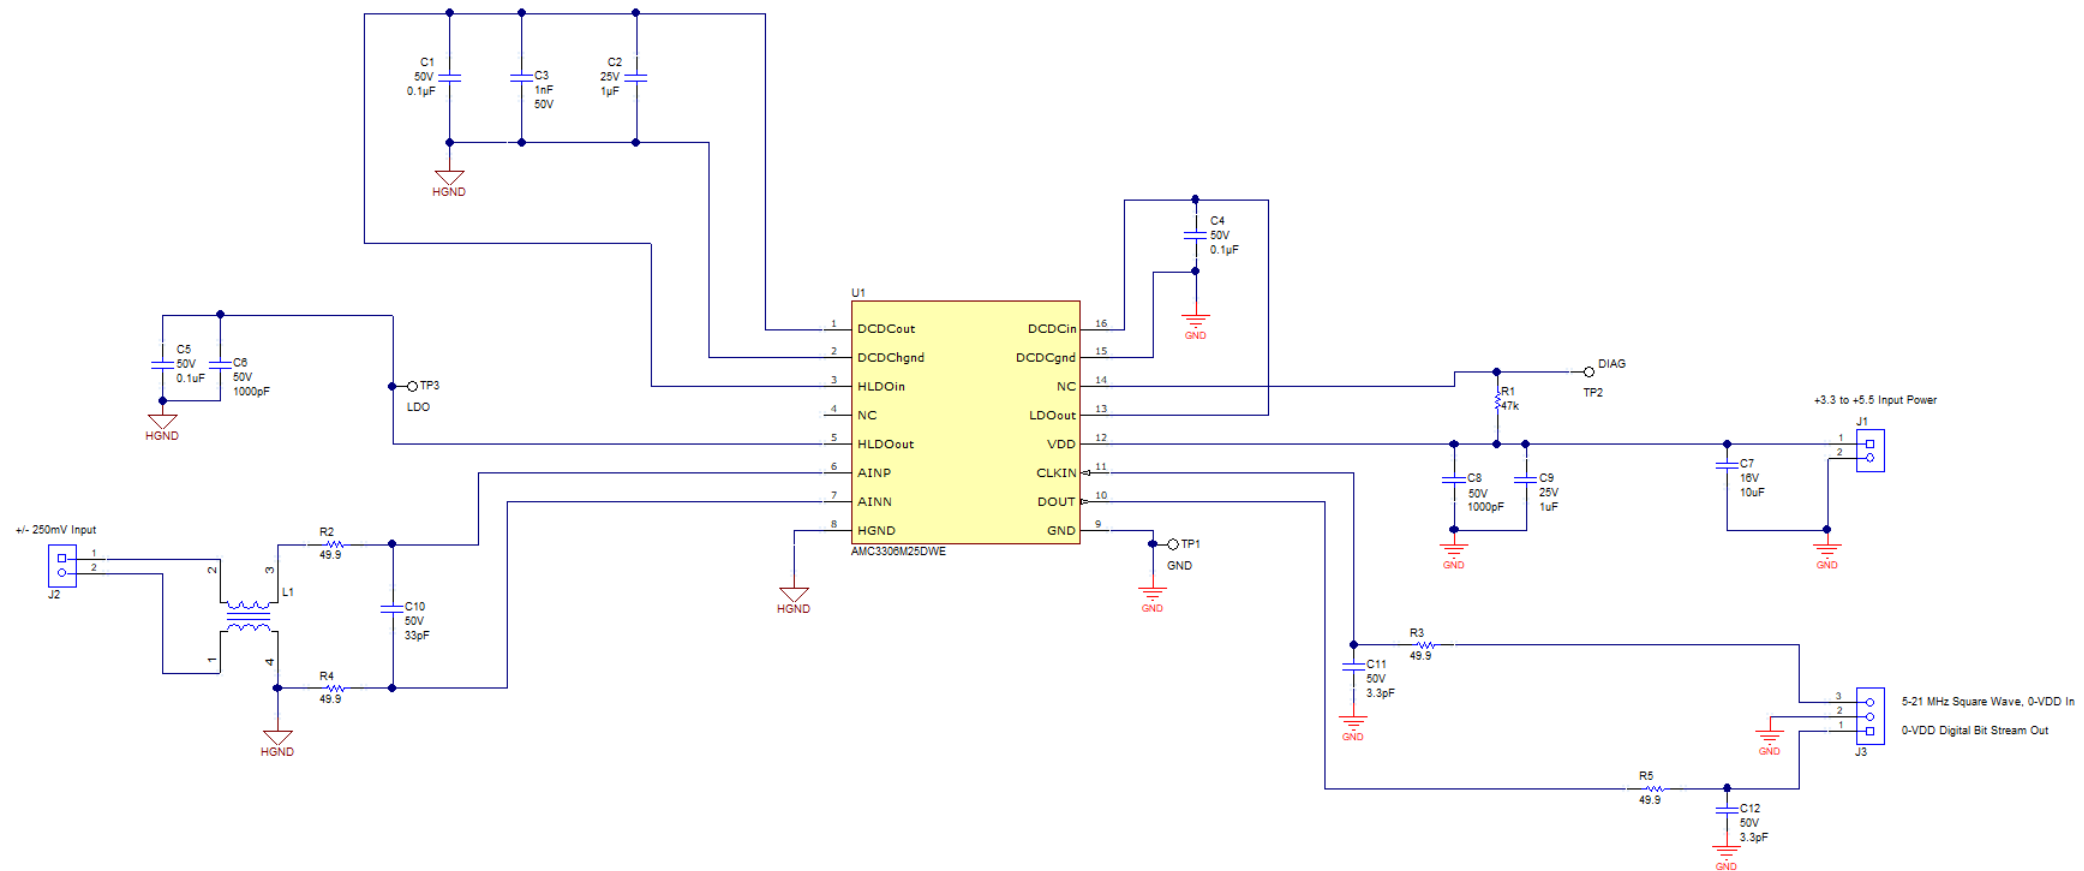 C1
50V
0.1µF
C3
1nF
50V
C2
25V
1µF
HGND
C4
50V
0.1µF
GND
C5
50V
0.1uF
C6
50V
1000pF
HGND
TP3
LDO
U1
1 DCDCout
2 DCDChgnd
3 HLDOin
4 NC
5 HLDOout
6 AINP
7 AINN
8 HGND
DCDCin 16
DCDCgnd 15
NC 14
LDOout 13
VDD 12
CLKIN 11
DOUT 10
GND 9
AMC3306M25DWE
HGND
TP1
GND
GND
DIAG
TP2
R1
47k
+3.3 to +5.5 Input Power
J1
1
2
C8
50V
1000pF
C9
25V
1uF
GND
C7
16V
10uF
GND
+/- 250mV Input
1
2
J2
2
3
L1
1
4
R2
49.9
R4
49.9
C10
50V
33pF
HGND
R3
49.9
C11
50V
3.3pF
GND
3
2
1
5-21 MHz Square Wave, 0-VDD In
0-VDD Digital Bit Stream Out
GND
J3
R5
49.9
C12
50V
3.3pF
GND